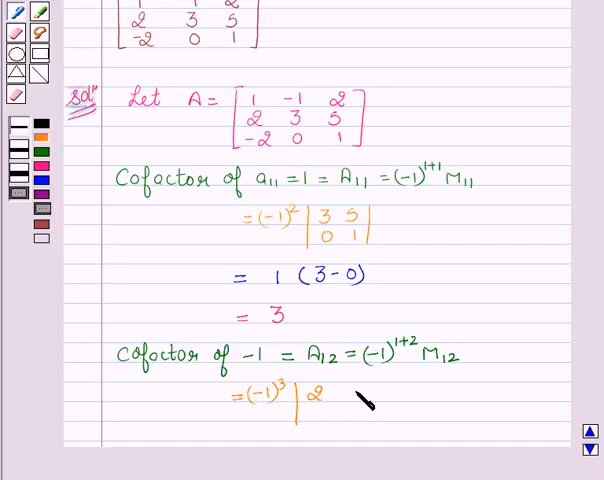 1 1 2
2 3 5
-2 0 1
Solⁿ Let A = [ 1 -1 2
2 3 5
-2 0 1 ]
Cofactor of a₁₁ = 1 = A₁₁ = (-1)¹⁺¹ M₁₁
= (-1)² | 3 5
0 1 |
= 1 (3-0)
= 3
Cofactor of -1 = A₁₂ = (-1)¹⁺² M₁₂
= (-1)³ | 2